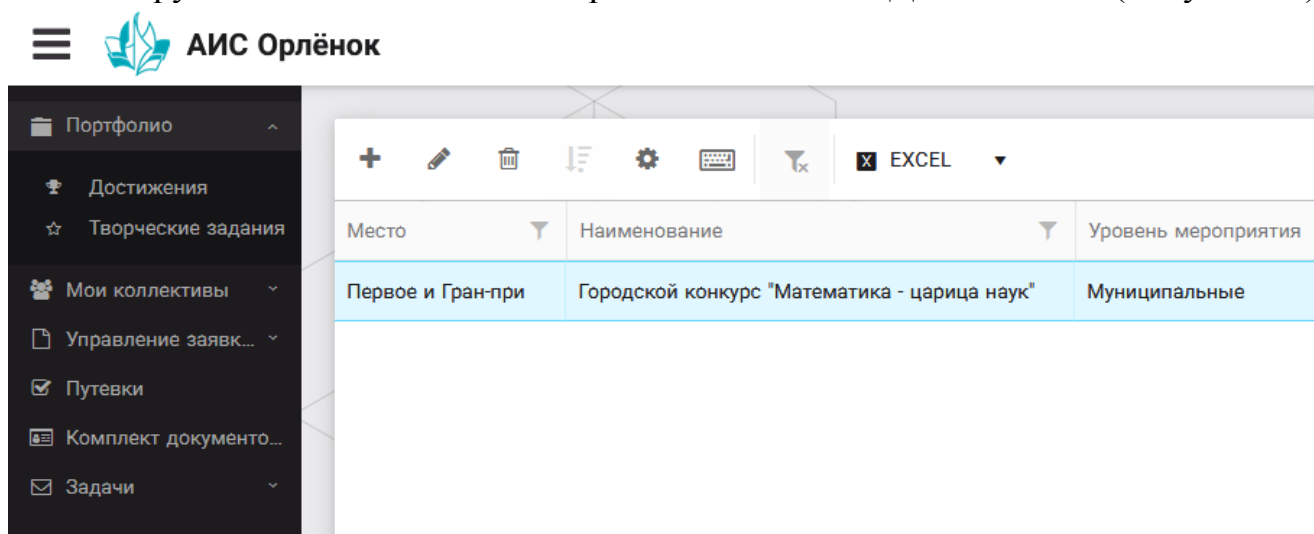 АИС Орлёнок
Портфолио
Достижения
Творческие задания
Мои коллективы
Управление заявк...
Путевки
Комплект документо...
Задачи
EXCEL
Место Наименование Уровень мероприятия
Первое и Гран-при Городской конкурс "Математика - царица наук" Муниципальные